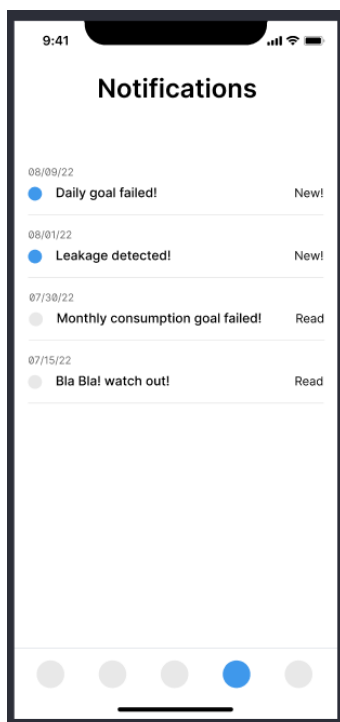 9:41
Notifications
08/09/22
Daily goal failed! New!
08/01/22
Leakage detected! New!
07/30/22
Monthly consumption goal failed! Read
07/15/22
Bla Bla! watch out! Read